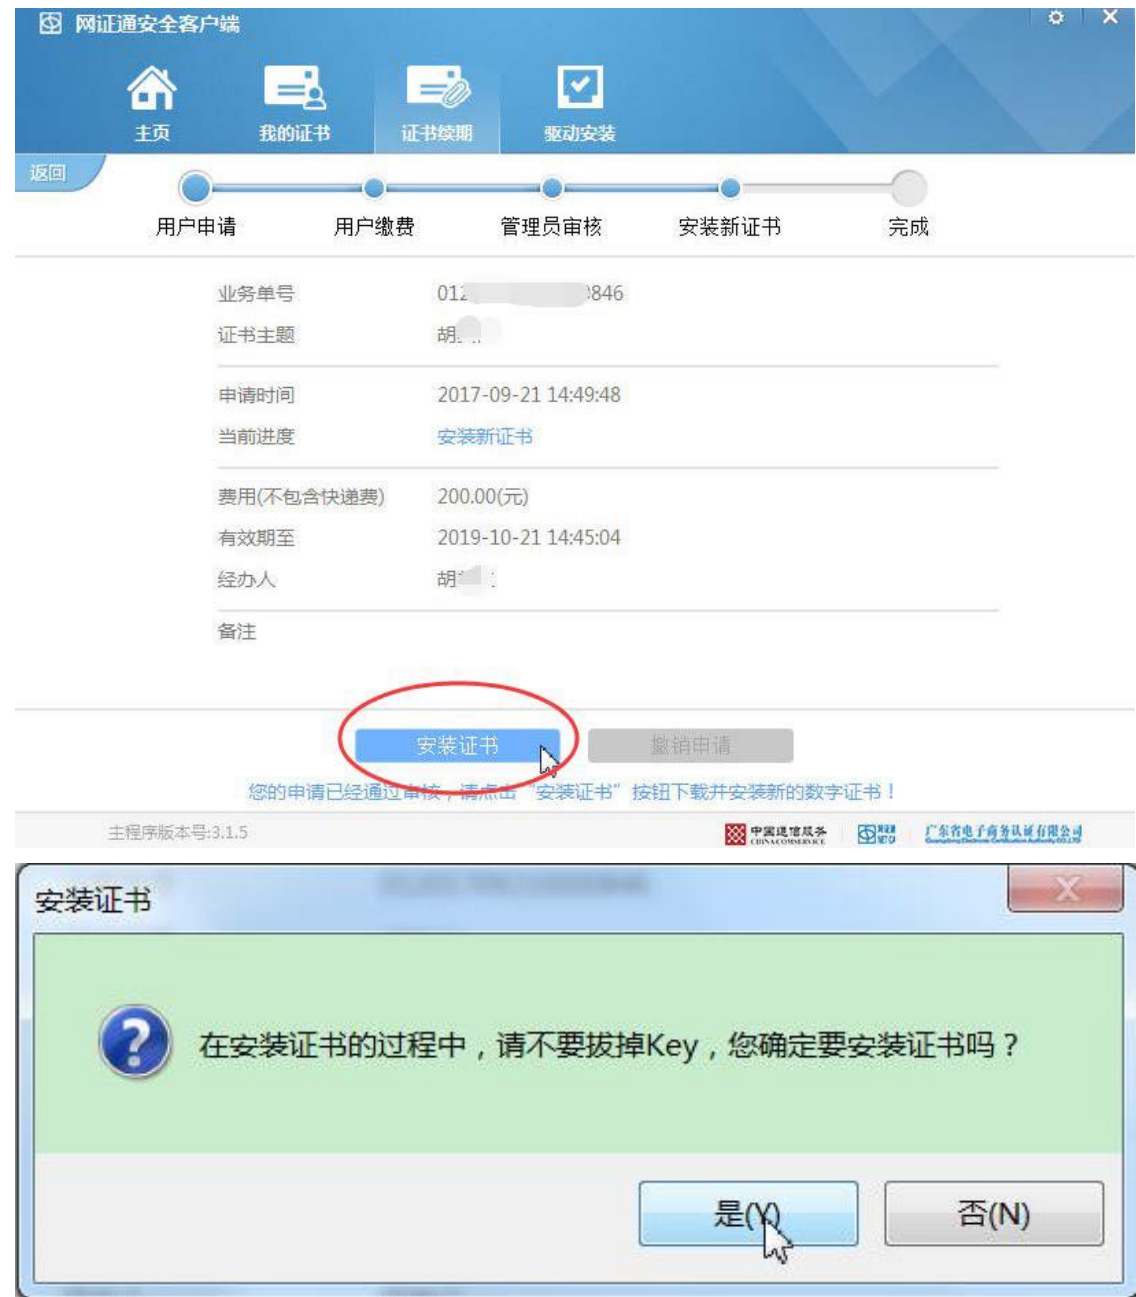 网证通安全客户端
主页 我的证书 证书续期 驱动安装
返回
用户申请 用户缴费 管理员审核 安装新证书 完成
业务单号 012 846
证书主题 胡
申请时间 2017-09-21 14:49:48
当前进度 安装新证书
费用(不包含快递费) 200.00(元)
有效期至 2019-10-21 14:45:04
经办人 胡
备注
安装证书 撤销申请
您的申请已经通过审核，请点击“安装证书”按钮下载并安装新的数字证书！
主程序版本号:3.1.5 中国通信服务 广东省电子商务认证有限公司
CHINACOMSERVICE
安装证书
在安装证书的过程中，请不要拔掉Key，您确定要安装证书吗？
是(Y) 否(N)